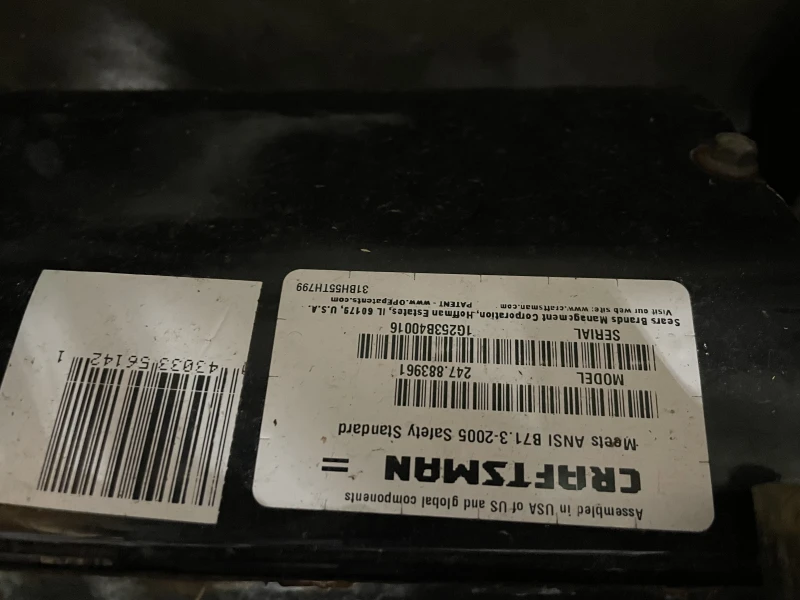 Assembled in USA of US and global components
CRAFTSMAN
Meets ANSI B71.3-2005 Safety Standard
MODEL 247.883961
SERIAL 1G253B40016
Sears Brands Management Corporation, Hoffman Estates, IL 60179, U.S.A.
Visit our web site: www.craftsman.com PATENT - www.OPEpatents.com
31BH55TH799
43033 56142 1